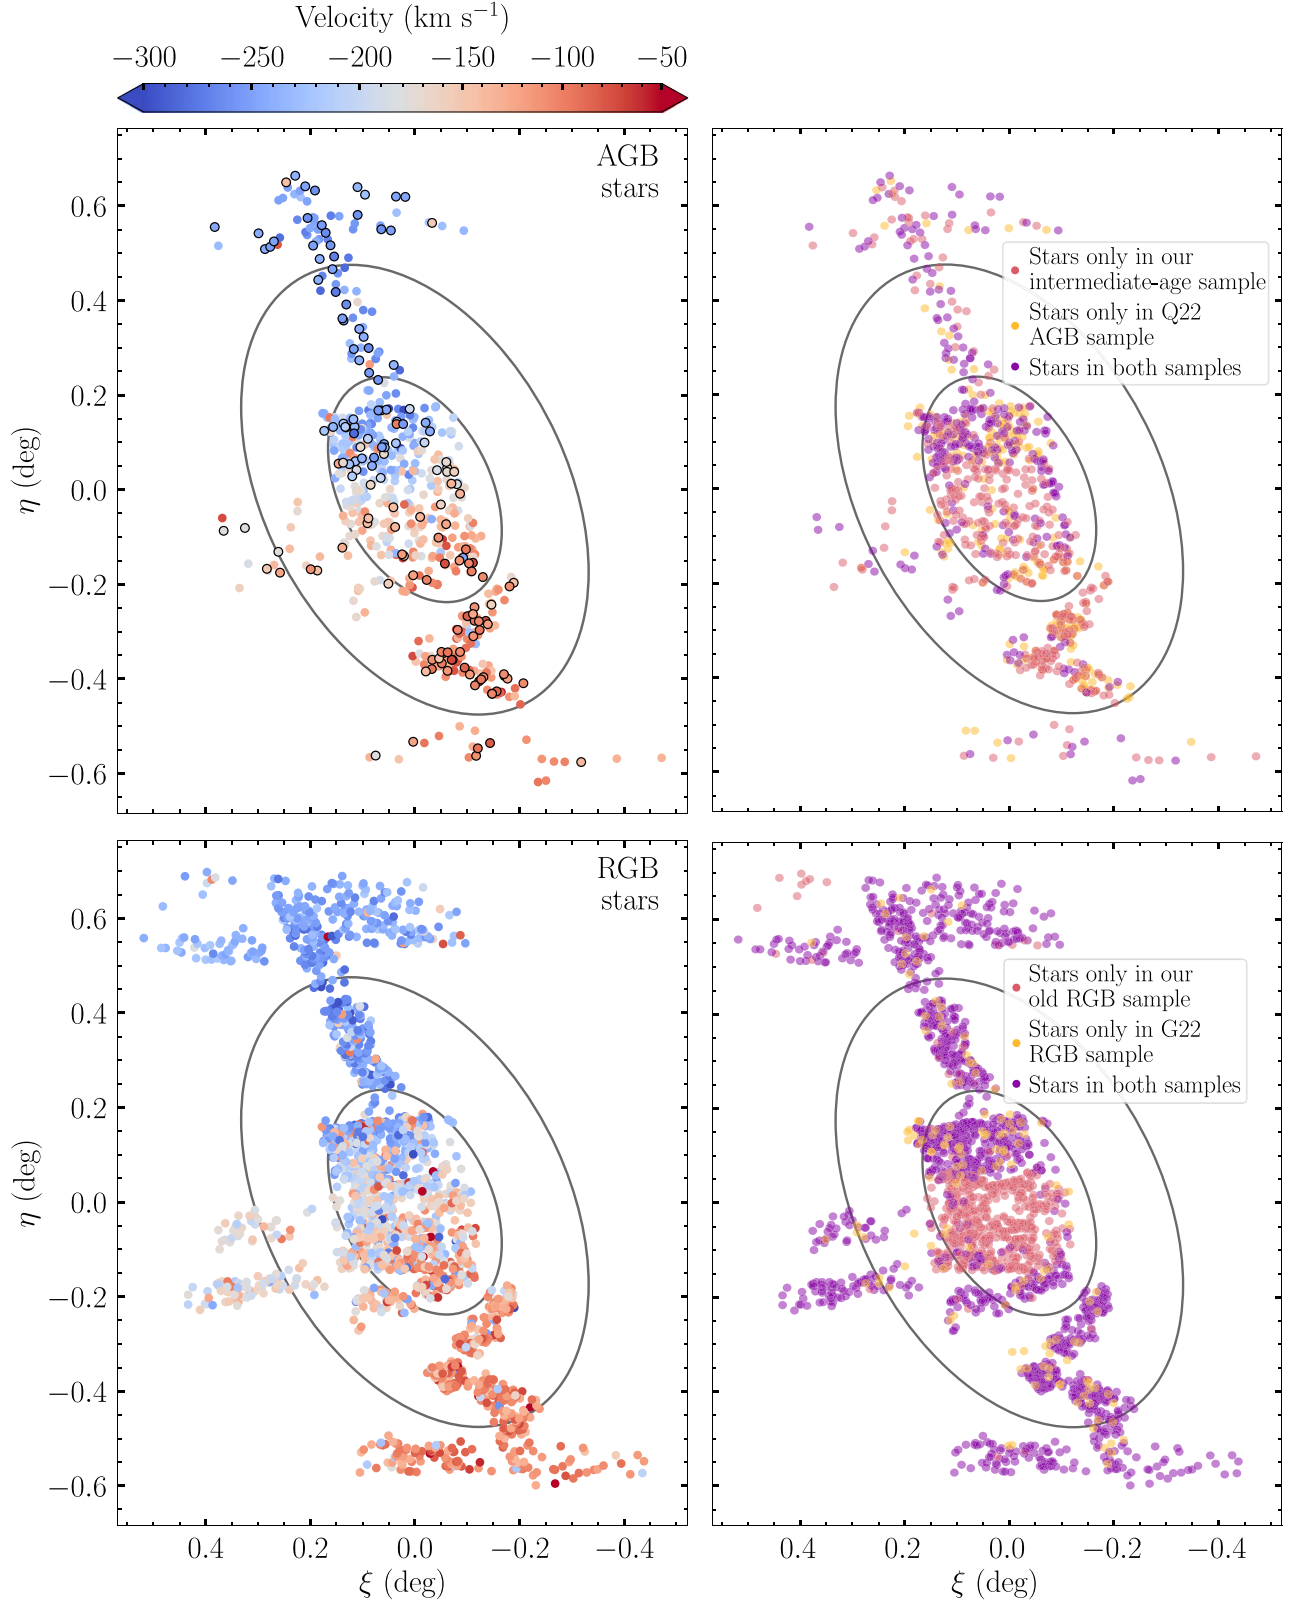 Velocity (km s⁻¹)
−300 −250 −200 −150 −100 −50
AGB
stars
0.6
0.4
0.2
0.0
−0.2
−0.4
−0.6
η (deg)
Stars only in our
intermediate-age sample
Stars only in Q22
AGB sample
Stars in both samples
RGB
stars
0.6
0.4
0.2
0.0
−0.2
−0.4
−0.6
η (deg)
Stars only in our
old RGB sample
Stars only in G22
RGB sample
Stars in both samples
0.4 0.2 0.0 −0.2 −0.4
ξ (deg)
0.4 0.2 0.0 −0.2 −0.4
ξ (deg)